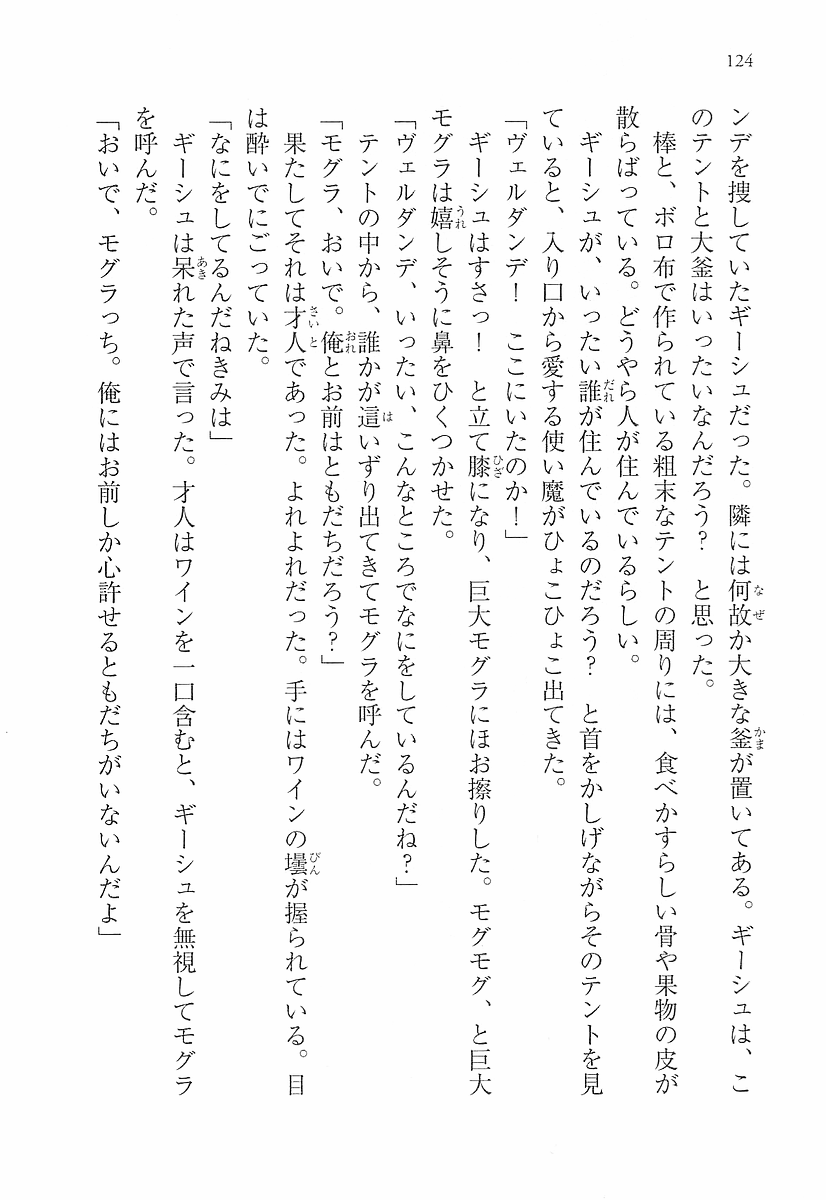 124
ンデを捜していたギーシュだった。隣には何故か大きな釜が置いてある。ギーシュは、こ
のテントと大釜はいったいなんだろう？　と思った。
　棒と、ボロ布で作られている粗末なテントの周りには、食べかすらしい骨や果物の皮が
散らばっている。どうやら人が住んでいるらしい。
　ギーシュが、いったい誰が住んでいるのだろう？　と首をかしげながらそのテントを見
ていると、入り口から愛する使い魔がひょこひょこ出てきた。
「ヴェルダンデ！　ここにいたのか！」
　ギーシュはすさっ！　と立て膝になり、巨大モグラにほお擦りした。モグモグ、と巨大
モグラは嬉しそうに鼻をひくつかせた。
「ヴェルダンデ、いったい、こんなところでなにをしているんだね？」
　テントの中から、誰かが這いずり出てきてモグラを呼んだ。
「モグラ、おいで。俺とお前はともだちだろう？」
　果たしてそれは才人であった。よれよれだった。手にはワインの壜が握られている。目
は酔いでにごっていた。
「なにをしてるんだねきみは」
　ギーシュは呆れた声で言った。才人はワインを一口含むと、ギーシュを無視してモグラ
を呼んだ。
「おいで、モグラっち。俺にはお前しか心許せるともだちがいないんだよ」